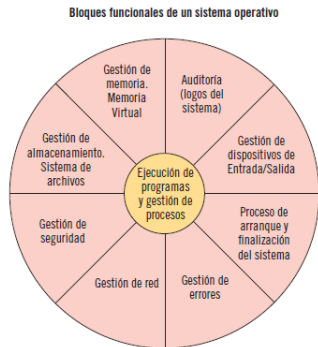 Bloques funcionales de un sistema operativo
Gestión de
memoria.
Memoria
Virtual
Auditoría
(logos del
sistema)
Gestión de
almacenamiento.
Sistema de
archivos
Gestión de
dispositivos de
Entrada/Salida
Ejecución de
programas
y gestión de
procesos
Gestión de
seguridad
Proceso de
arranque y
finalización
del sistema
Gestión de red
Gestión de
errores